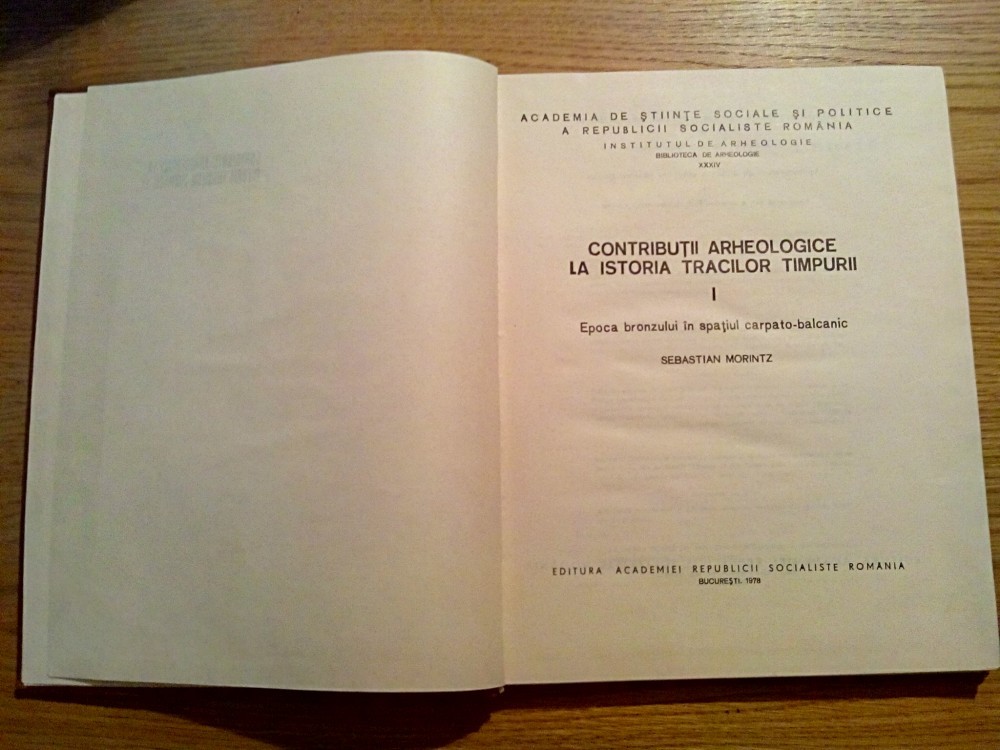 ACADEMIA DE ŞTIINŢE SOCIALE ŞI POLITICE
A REPUBLICII SOCIALISTE ROMÂNIA
INSTITUTUL DE ARHEOLOGIE
BIBLIOTECA DE ARHEOLOGIE
XXXIV
CONTRIBUŢII ARHEOLOGICE
LA ISTORIA TRACILOR TIMPURII
I
Epoca bronzului în spaţiul carpato-balcanic
SEBASTIAN MORINTZ
EDITURA ACADEMIEI REPUBLICII SOCIALISTE ROMÂNIA
BUCUREŞTI, 1978